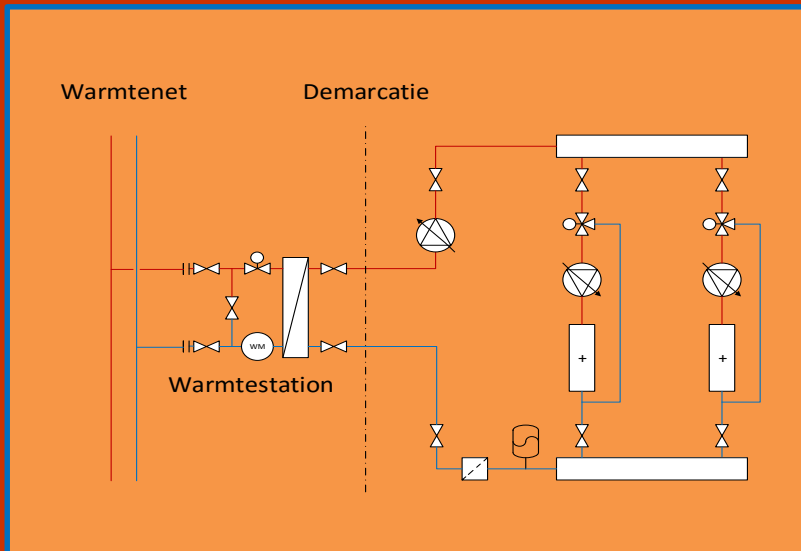 Warmtenet
Demarcatie
WM
+
+
Warmtestation